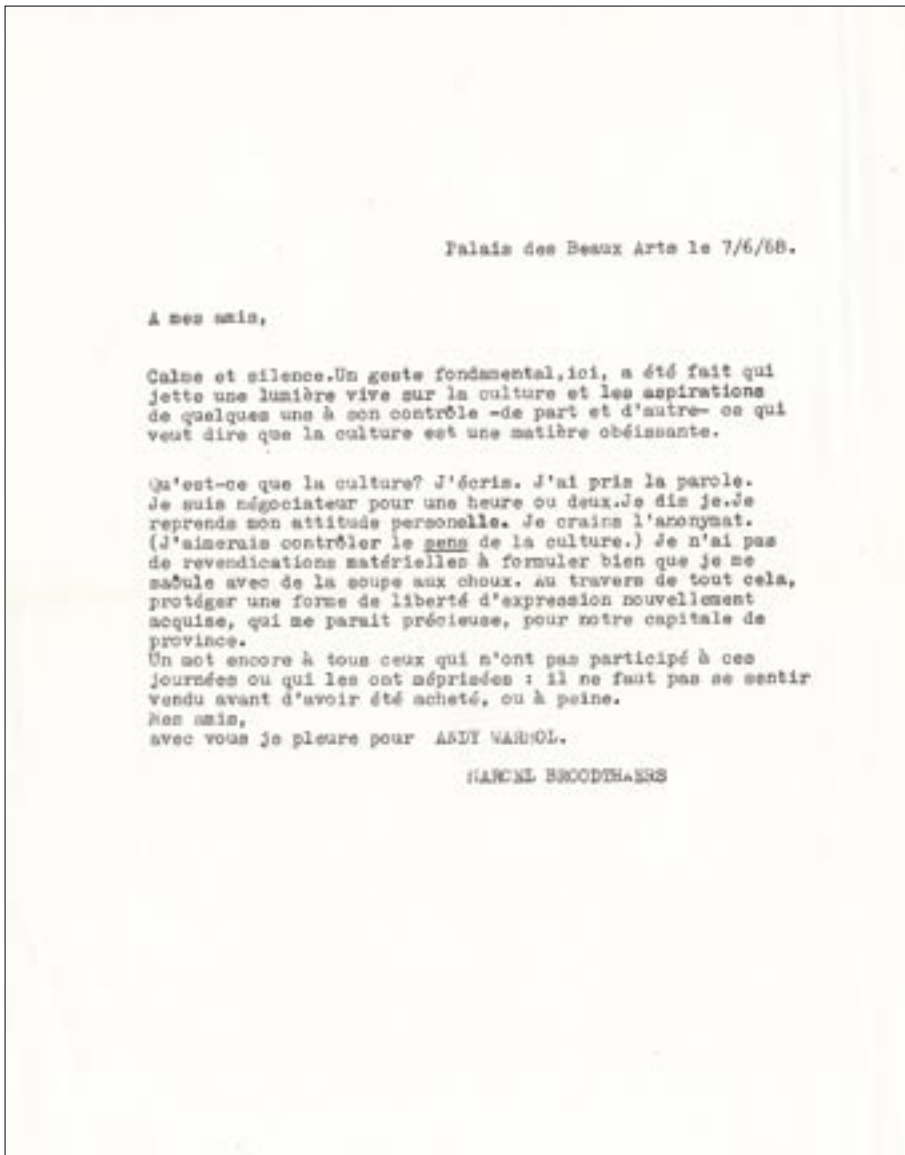 Palais des Beaux Arts le 7/6/68.
A mes amis,
Calme et silence.Un geste fondamental,ici, a été fait qui
jette une lumière vive sur la culture et les aspirations
de quelques uns à son contrôle -de part et d'autre- ce qui
veut dire que la culture est une matière obéissante.
Qu'est-ce que la culture? J'écris. J'ai pris la parole.
Je suis négociateur pour une heure ou deux.Je dis je.Je
reprends mon attitude personelle. Je crains l'anonymat.
(J'aimerais contrôler le sens de la culture.) Je n'ai pas
de revendications matérielles à formuler bien que je me
saoule avec de la soupe aux choux. Au travers de tout cela,
protéger une forme de liberté d'expression nouvellement
acquise, qui me parait précieuse, pour notre capitale de
province.
Un mot encore à tous ceux qui n'ont pas participé à ces
journées ou qui les ont méprisées : il ne faut pas se sentir
vendu avant d'avoir été acheté, ou à peine.
Mes amis,
avec vous je pleure pour ANDY WARHOL.
MARCEL BROODTHAERS